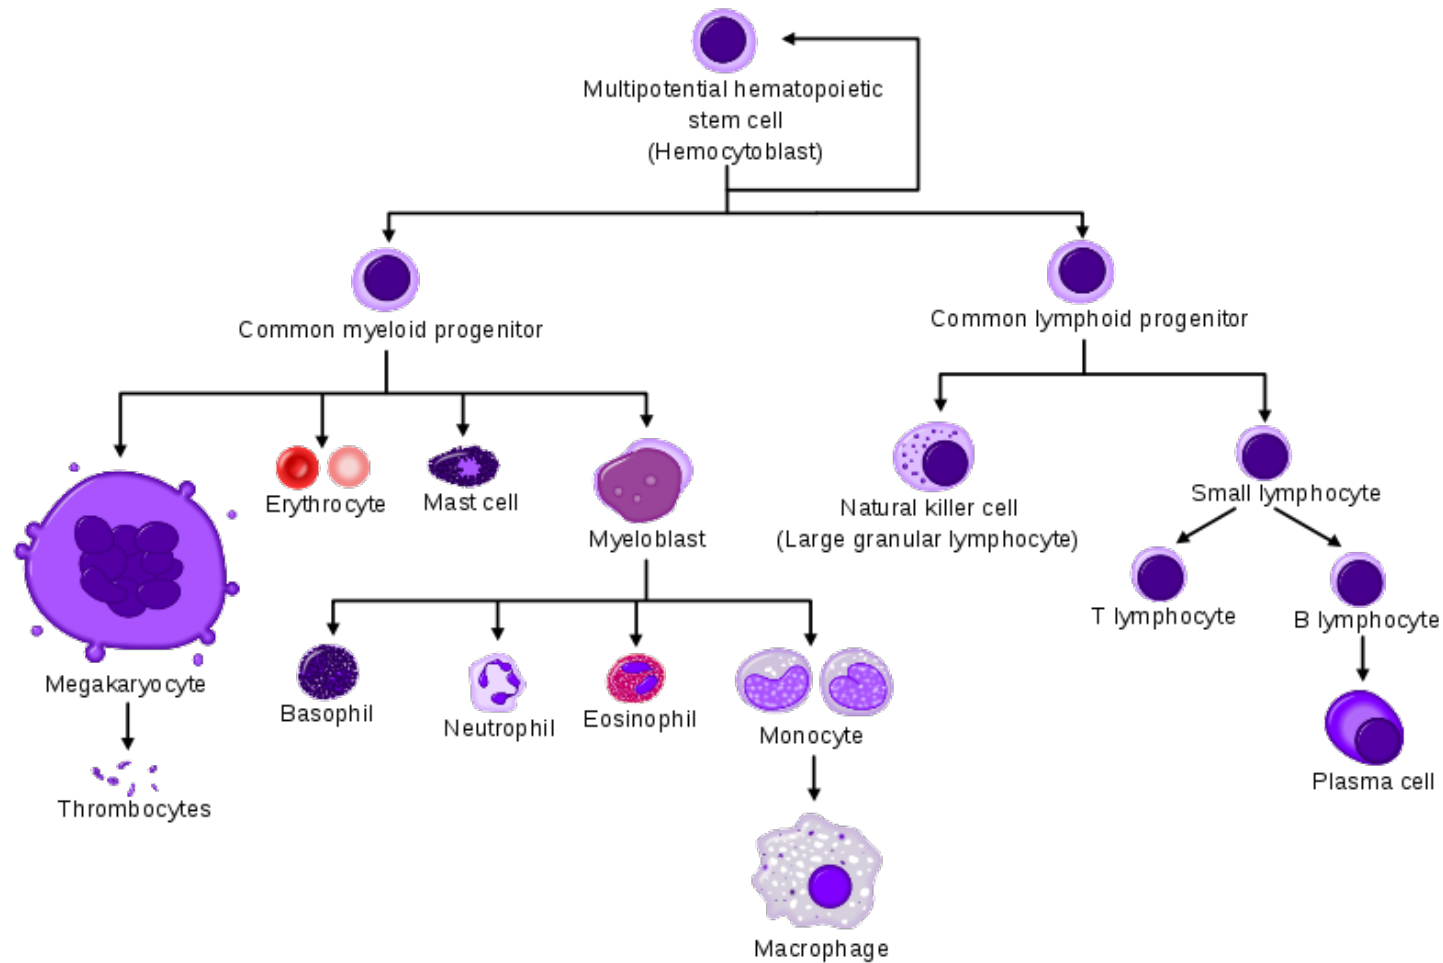 Multipotential hematopoietic
stem cell
(Hemocytoblast)
Common myeloid progenitor
Common lymphoid progenitor
Erythrocyte
Mast cell
Myeloblast
Natural killer cell
(Large granular lymphocyte)
Small lymphocyte
T lymphocyte
B lymphocyte
Megakaryocyte
Basophil
Neutrophil
Eosinophil
Monocyte
Plasma cell
Thrombocytes
Macrophage